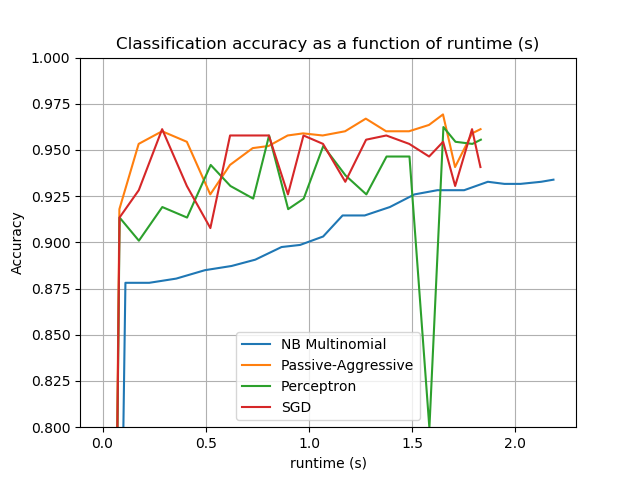 Classification accuracy as a function of runtime (s)
1.000
0.975
0.950
0.925
0.900
0.875
0.850
0.825
0.800
Accuracy
NB Multinomial
Passive-Aggressive
Perceptron
SGD
0.0 0.5 1.0 1.5 2.0
runtime (s)